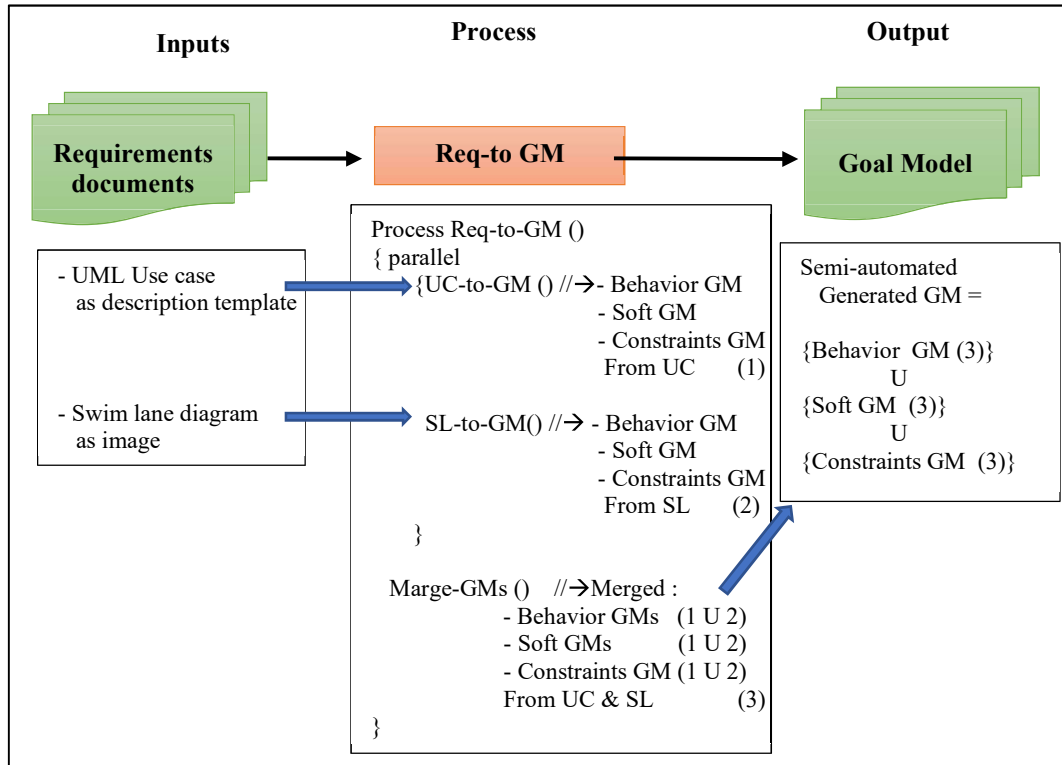 Inputs
Process
Output
Requirements
documents
Req-to GM
Goal Model
- UML Use case
as description template
- Swim lane diagram
as image
Process Req-to-GM ()
{ parallel
{UC-to-GM () //→- Behavior GM
- Soft GM
- Constraints GM
From UC (1)
SL-to-GM() //→ - Behavior GM
- Soft GM
- Constraints GM
From SL (2)
}
Marge-GMs () //→Merged :
- Behavior GMs (1 U 2)
- Soft GMs (1 U 2)
- Constraints GM (1 U 2)
From UC & SL (3)
}
Semi-automated
Generated GM =
{Behavior GM (3)}
U
{Soft GM (3)}
U
{Constraints GM (3)}